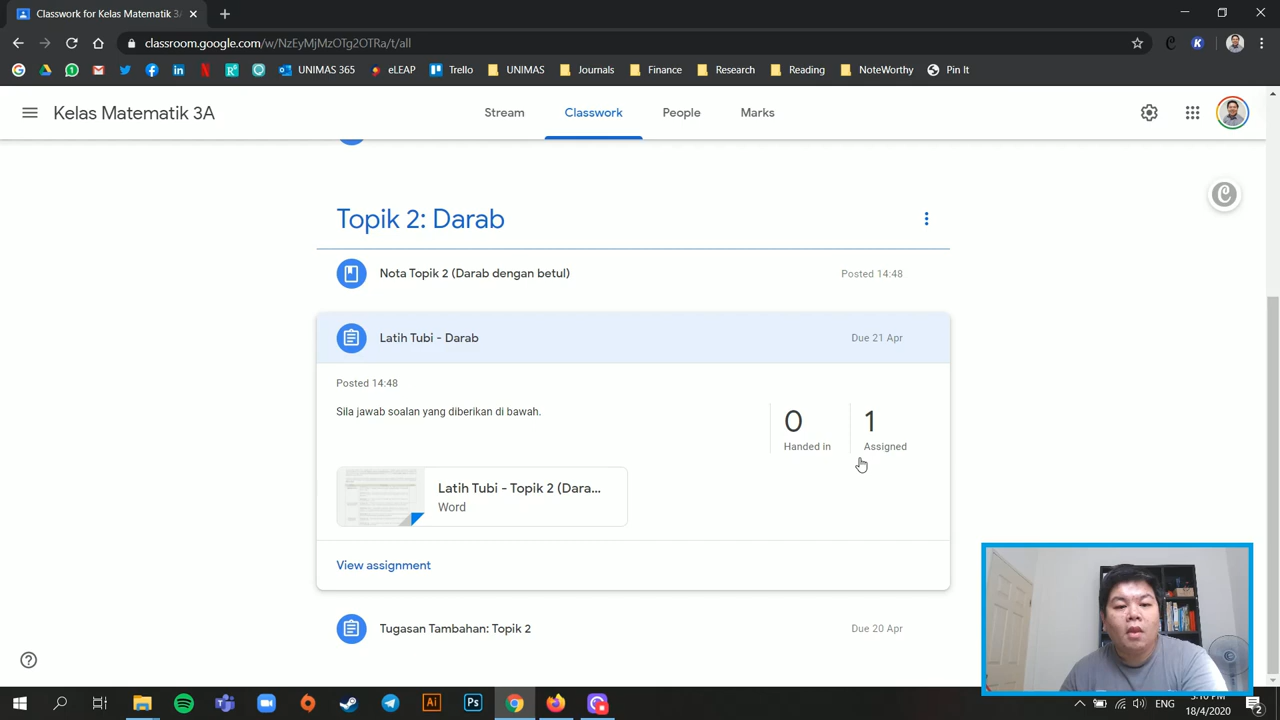 Classwork for Kelas Matematik 3A
classroom.google.com/w/NzEyMjMzOTg2OTRa/t/all
UNIMAS 365
eLEAP
Trello
UNIMAS
Journals
Finance
Research
Reading
NoteWorthy
Pin It
Kelas Matematik 3A
Stream
Classwork
People
Marks
Topik 2: Darab
Nota Topik 2 (Darab dengan betul)
Posted 14:48
Latih Tubi - Darab
Due 21 Apr
Posted 14:48
Sila jawab soalan yang diberikan di bawah.
0
1
Handed in
Assigned
Latih Tubi - Topik 2 (Dara...
Word
View assignment
Tugasan Tambahan: Topik 2
Due 20 Apr
ENG
18/4/2020